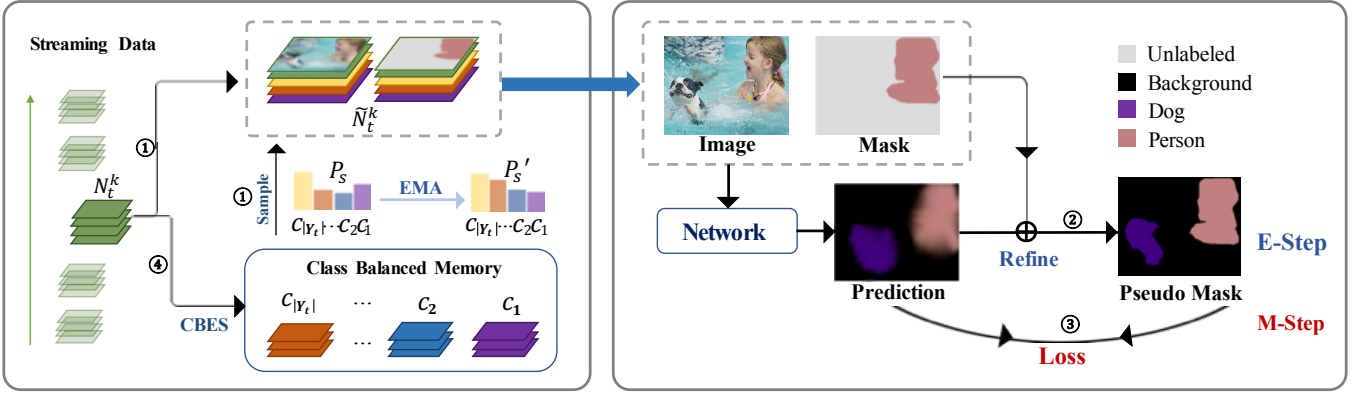 Streaming Data
①
N_t^k
④
CBES
Ñ_t^k
①
Sample
P_s
EMA
P_s′
C_{|Y_t|} ⋯ C_2 C_1
C_{|Y_t|} ⋯ C_2 C_1
Class Balanced Memory
C_{|Y_t|} ⋯ C_2 C_1
⋯
Image
Mask
Unlabeled
Background
Dog
Person
Network
Prediction
Refine
②
Pseudo Mask
E-Step
③
Loss
M-Step